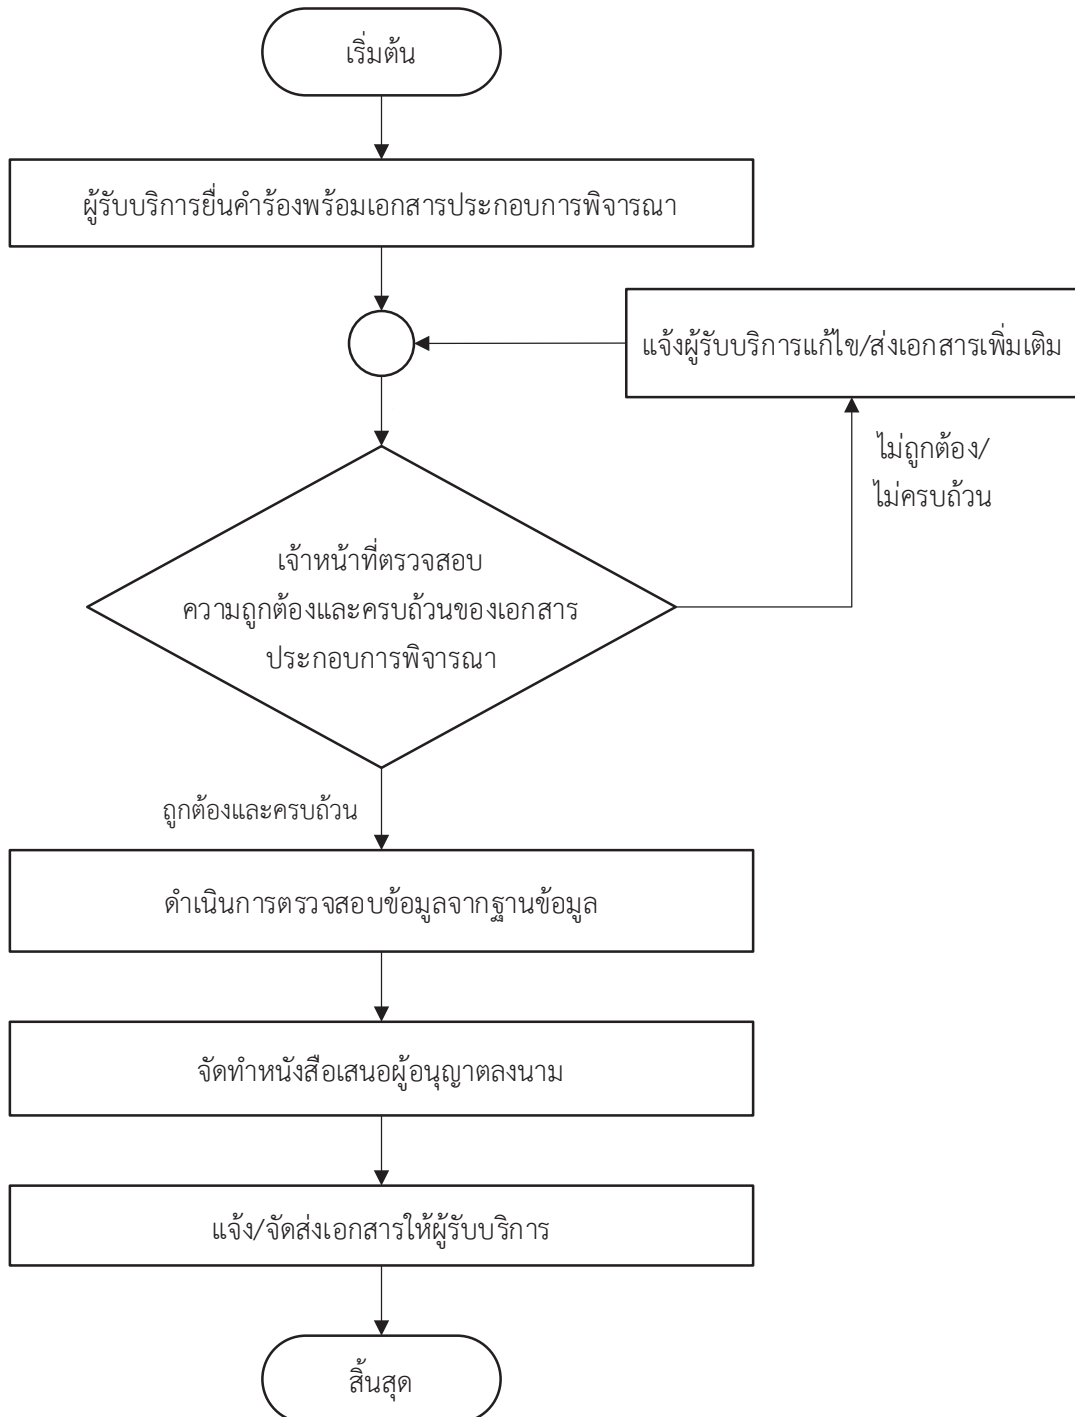 เริ่มต้น
ผู้รับบริการยื่นคำร้องพร้อมเอกสารประกอบการพิจารณา
แจ้งผู้รับบริการแก้ไข/ส่งเอกสารเพิ่มเติม
ไม่ถูกต้อง/
ไม่ครบถ้วน
เจ้าหน้าที่ตรวจสอบ
ความถูกต้องและครบถ้วนของเอกสาร
ประกอบการพิจารณา
ถูกต้องและครบถ้วน
ดำเนินการตรวจสอบข้อมูลจากฐานข้อมูล
จัดทำหนังสือเสนอผู้อนุญาตลงนาม
แจ้ง/จัดส่งเอกสารให้ผู้รับบริการ
สิ้นสุด